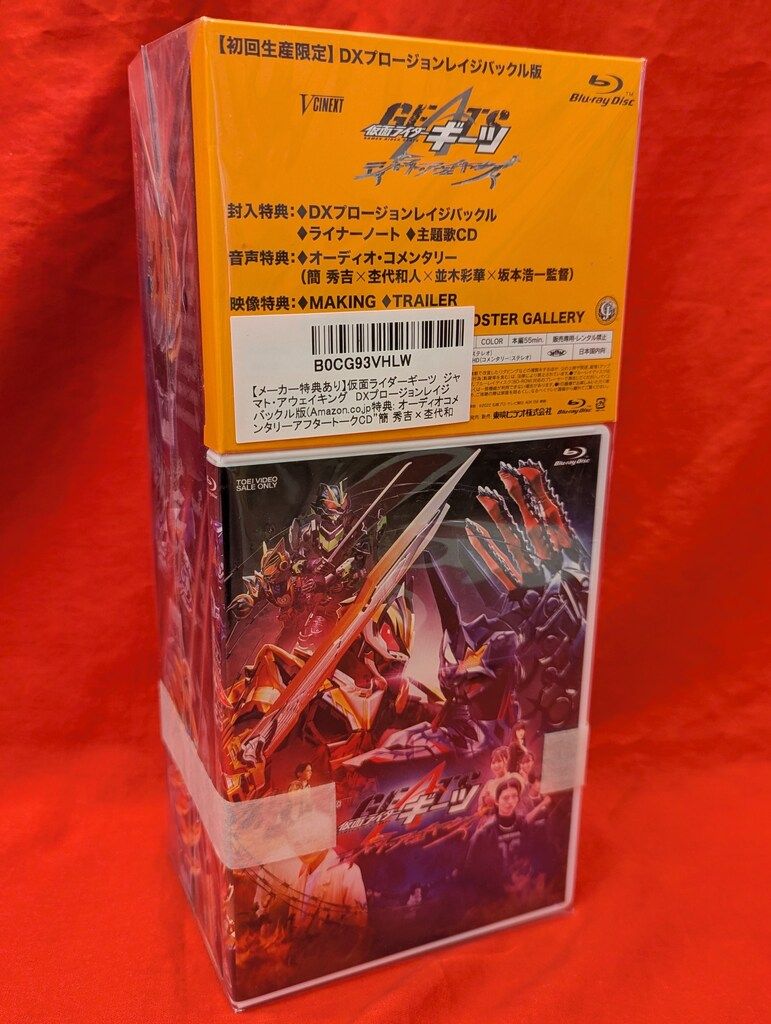 【初回生産限定】DXプロージョンレイジバックル版
Blu-ray Disc
V CINEXT
GEATS
仮面ライダーギーツ
封入特典:◆DXプロージョンレイジバックル
◆ライナーノート ◆主題歌CD
音声特典:◆オーディオ・コメンタリー
(簡 秀吉×杢代和人×並木彩華×坂本浩一監督)
映像特典:◆MAKING ◆TRAILER
OSTER GALLERY
COLOR 本編55min. 販売専用・レンタル禁止
日本国内向
発売 東映ビデオ株式会社
Blu-ray Disc
B0CG93VHLW
【メーカー特典あり】仮面ライダーギーツ ジャ
マト・アウェイキング DXプロージョンレイジ
バックル版(Amazon.co.jp特典:オーディオコメ
ンタリーアフタートークCD"簡 秀吉×杢代和
TOEI VIDEO
SALE ONLY
Blu-ray Disc
GEATS
仮面ライダーギーツ